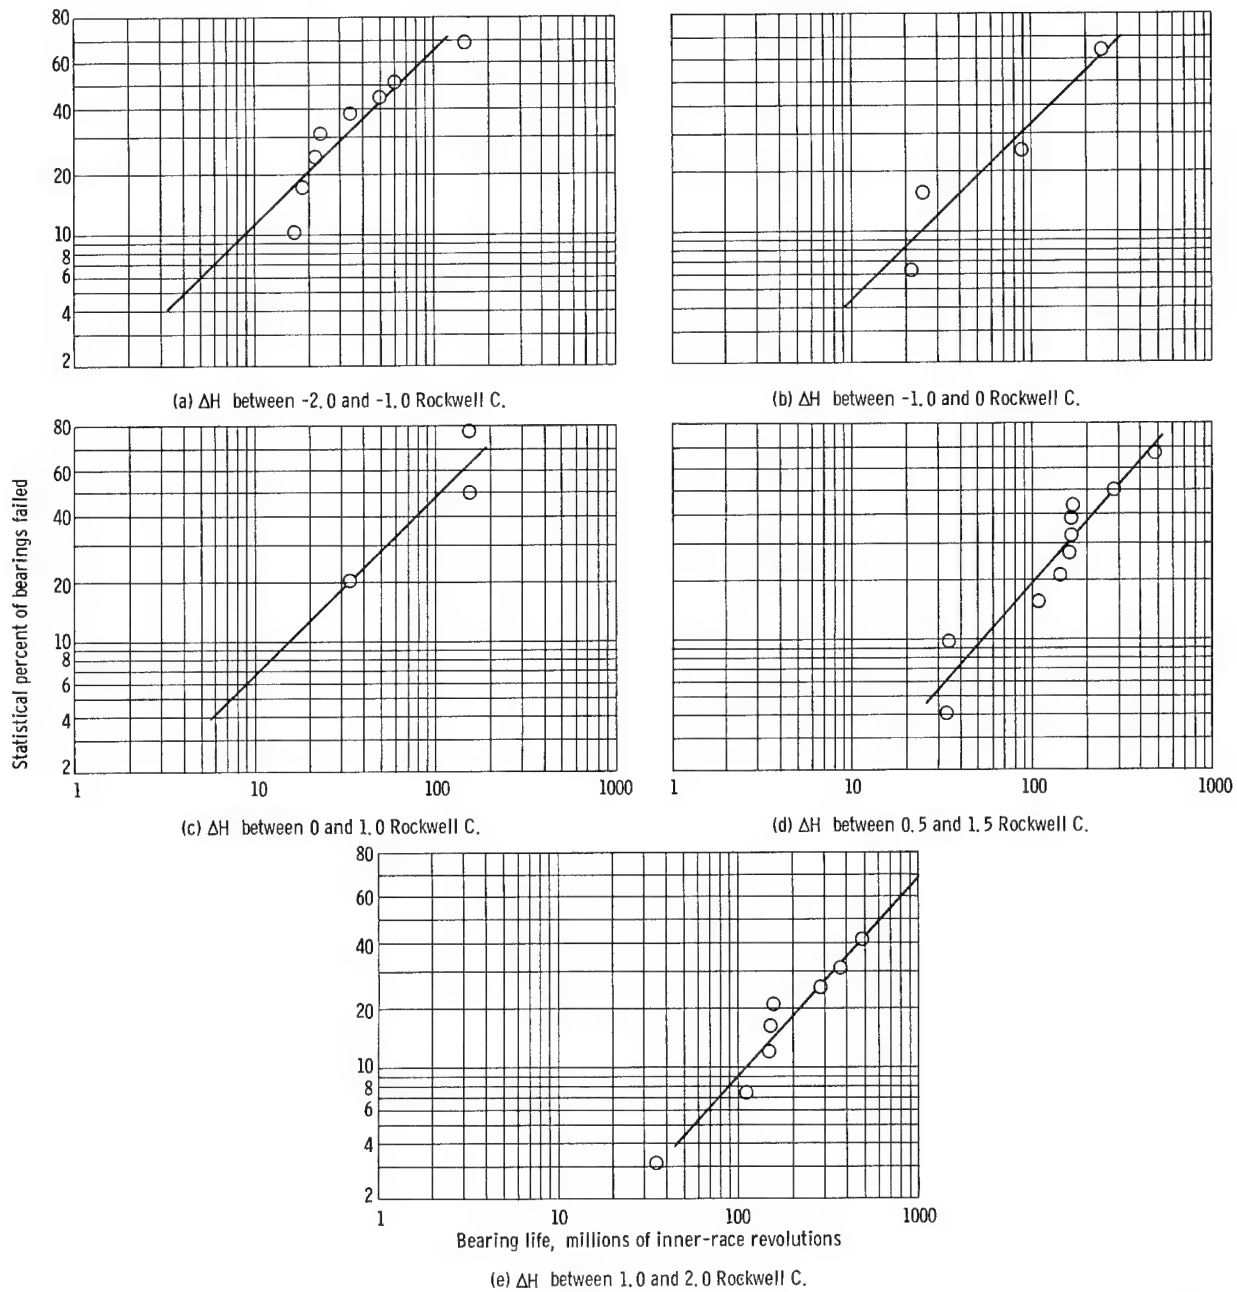 80
60
40
20
10
8
6
4
2
(a) ΔH between -2.0 and -1.0 Rockwell C.
(b) ΔH between -1.0 and 0 Rockwell C.
Statistical percent of bearings failed
80
60
40
20
10
8
6
4
2
1 10 100 1000
1 10 100 1000
(c) ΔH between 0 and 1.0 Rockwell C.
(d) ΔH between 0.5 and 1.5 Rockwell C.
80
60
40
20
10
8
6
4
2
1 10 100 1000
Bearing life, millions of inner-race revolutions
(e) ΔH between 1.0 and 2.0 Rockwell C.